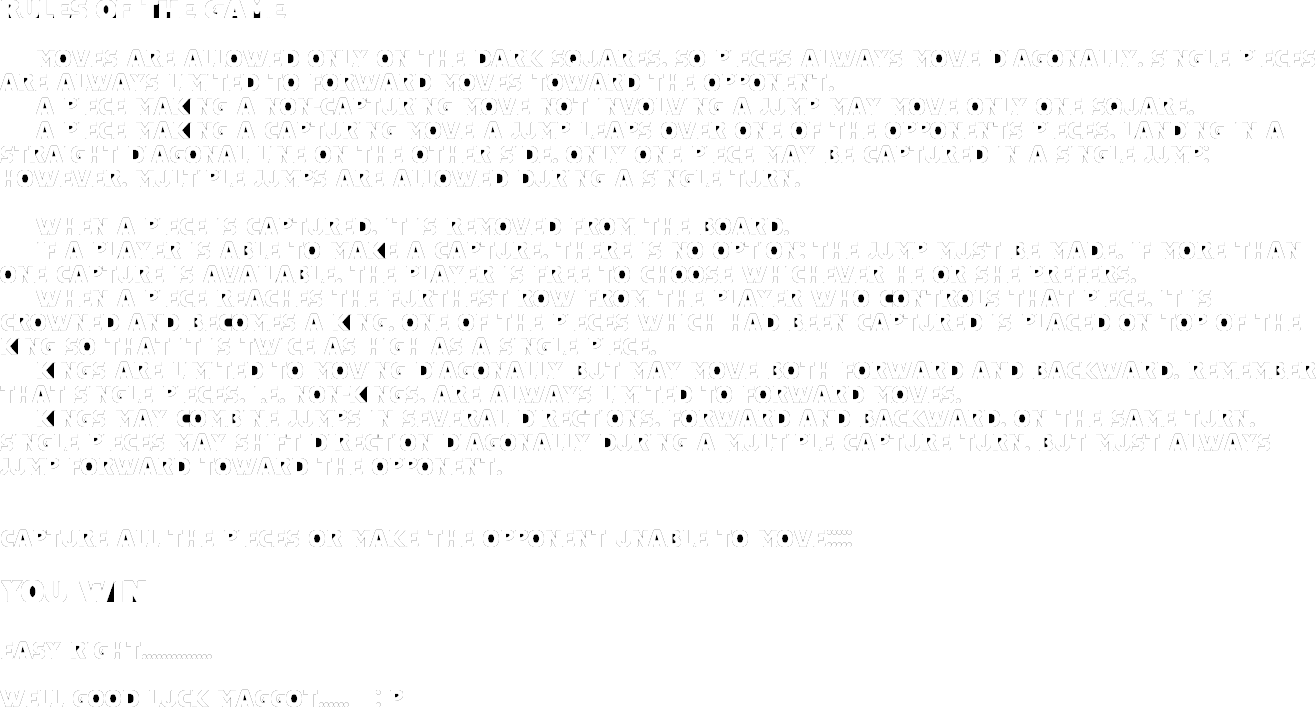 RULES OF THE GAME
MOVES ARE ALLOWED ONLY ON THE DARK SQUARES, SO PIECES ALWAYS MOVE DIAGONALLY. SINGLE PIECES
ARE ALWAYS LIMITED TO FORWARD MOVES TOWARD THE OPPONENT.
A PIECE MAKING A NON-CAPTURING MOVE NOT INVOLVING A JUMP MAY MOVE ONLY ONE SQUARE.
A PIECE MAKING A CAPTURING MOVE A JUMP LEAPS OVER ONE OF THE OPPONENTS PIECES, LANDING IN A
STRAIGHT DIAGONAL LINE ON THE OTHER SIDE. ONLY ONE PIECE MAY BE CAPTURED IN A SINGLE JUMP;
HOWEVER, MULTIPLE JUMPS ARE ALLOWED DURING A SINGLE TURN.
WHEN A PIECE IS CAPTURED, IT IS REMOVED FROM THE BOARD.
IF A PLAYER IS ABLE TO MAKE A CAPTURE, THERE IS NO OPTION; THE JUMP MUST BE MADE. IF MORE THAN
ONE CAPTURE IS AVAILABLE, THE PLAYER IS FREE TO CHOOSE WHICHEVER HE OR SHE PREFERS.
WHEN A PIECE REACHES THE FURTHEST ROW FROM THE PLAYER WHO CONTROLS THAT PIECE, IT IS
CROWNED AND BECOMES A KING. ONE OF THE PIECES WHICH HAD BEEN CAPTURED IS PLACED ON TOP OF THE
KING SO THAT IT IS TWICE AS HIGH AS A SINGLE PIECE.
KINGS ARE LIMITED TO MOVING DIAGONALLY BUT MAY MOVE BOTH FORWARD AND BACKWARD. REMEMBER
THAT SINGLE PIECES, I.E. NON-KINGS, ARE ALWAYS LIMITED TO FORWARD MOVES.
KINGS MAY COMBINE JUMPS IN SEVERAL DIRECTIONS, FORWARD AND BACKWARD, ON THE SAME TURN.
SINGLE PIECES MAY SHIFT DIRECTION DIAGONALLY DURING A MULTIPLE CAPTURE TURN, BUT MUST ALWAYS
JUMP FORWARD TOWARD THE OPPONENT.
CAPTURE ALL THE PIECES OR MAKE THE OPPONENT UNABLE TO MOVE;;;;;
YOU WIN
EASY RIGHT...............
WELL GOOD LUCK MAGGOT...... ; P